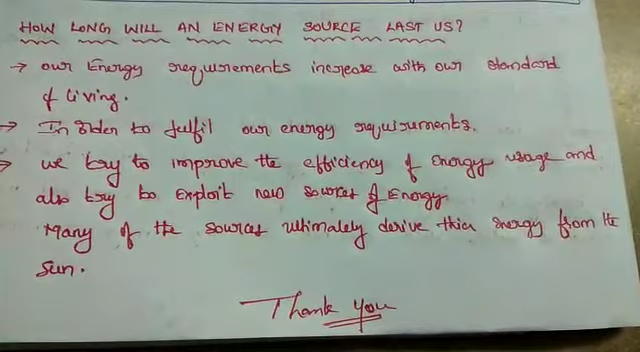 HOW LONG WILL AN ENERGY SOURCE LAST US?
→ our Energy requirements increase with our standard
of living.
→ In order to fulfil our energy requirements.
→ we try to improve the efficiency of energy usage and
also try to exploit new sources of Energy
Many of the sources ultimately derive their energy from the
sun.
Thank you